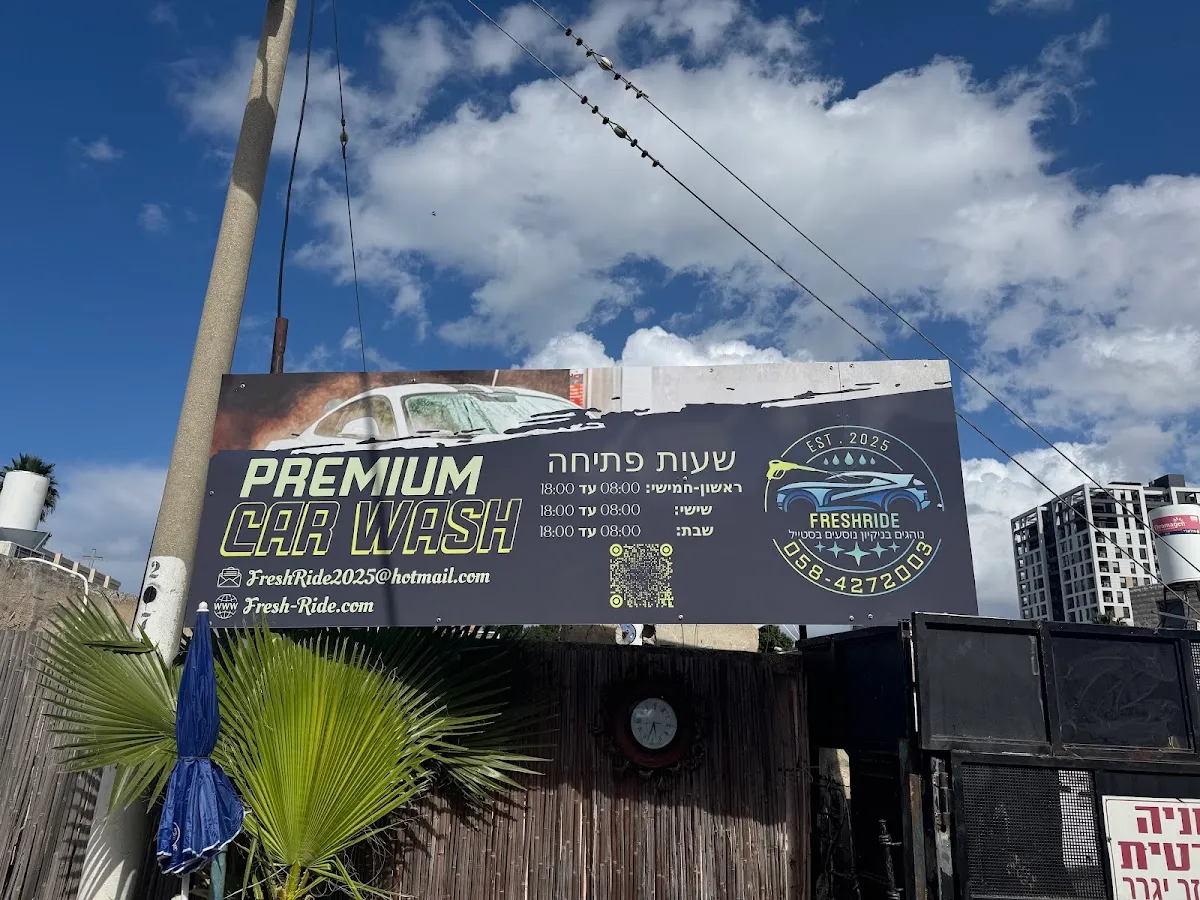 PREMIUM
CAR WASH
FreshRide2025@hotmail.com
WWW
Fresh-Ride.com
שעות פתיחה
ראשון-חמישי: 08:00 עד 18:00
שישי: 08:00 עד 18:00
שבת: 08:00 עד 18:00
EST . 2025
FRESHRIDE
נוהגים בניקיון נוסעים בסטייל
058-4272003